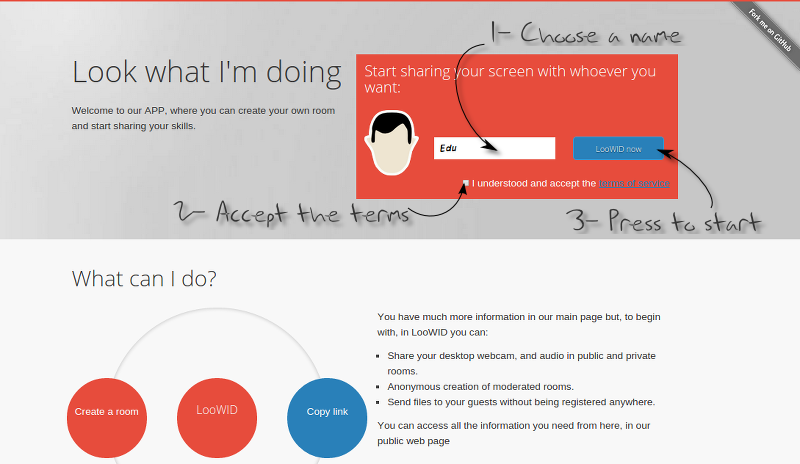 Fork me on GitHub
1- Choose a name
Look what I'm doing
Welcome to our APP, where you can create your own room
and start sharing your skills.
Start sharing your screen with whoever you
want:
Edu
LooWID now
I understood and accept the terms of service
2- Accept the terms
3- Press to start
What can I do?
Create a room
LooWID
Copy link
You have much more information in our main page but, to begin
with, in LooWID you can:
Share your desktop webcam, and audio in public and private
rooms.
Anonymous creation of moderated rooms.
Send files to your guests without being registered anywhere.
You can access all the information you need from here, in our
public web page